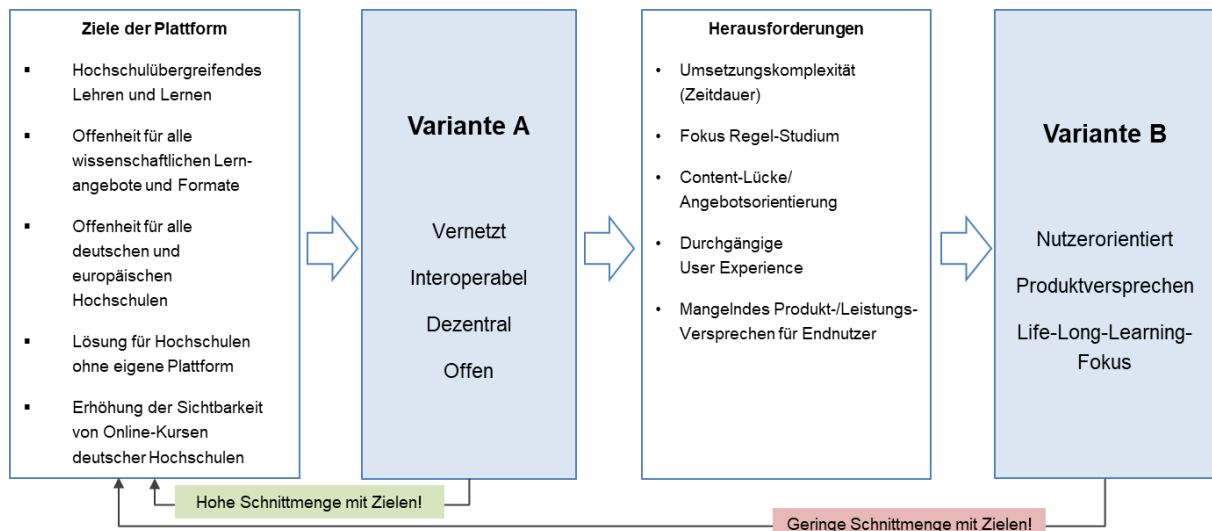 Ziele der Plattform
▪ Hochschulübergreifendes
Lehren und Lernen
▪ Offenheit für alle
wissenschaftlichen Lern-
angebote und Formate
▪ Offenheit für alle
deutschen und
europäischen
Hochschulen
▪ Lösung für Hochschulen
ohne eigene Plattform
▪ Erhöhung der Sichtbarkeit
von Online-Kursen
deutscher Hochschulen
Variante A
Vernetzt
Interoperabel
Dezentral
Offen
Herausforderungen
• Umsetzungskomplexität
(Zeitdauer)
• Fokus Regel-Studium
• Content-Lücke/
Angebotsorientierung
• Durchgängige
User Experience
• Mangelndes Produkt-/Leistungs-
Versprechen für Endnutzer
Variante B
Nutzerorientiert
Produktversprechen
Life-Long-Learning-
Fokus
Hohe Schnittmenge mit Zielen!
Geringe Schnittmenge mit Zielen!